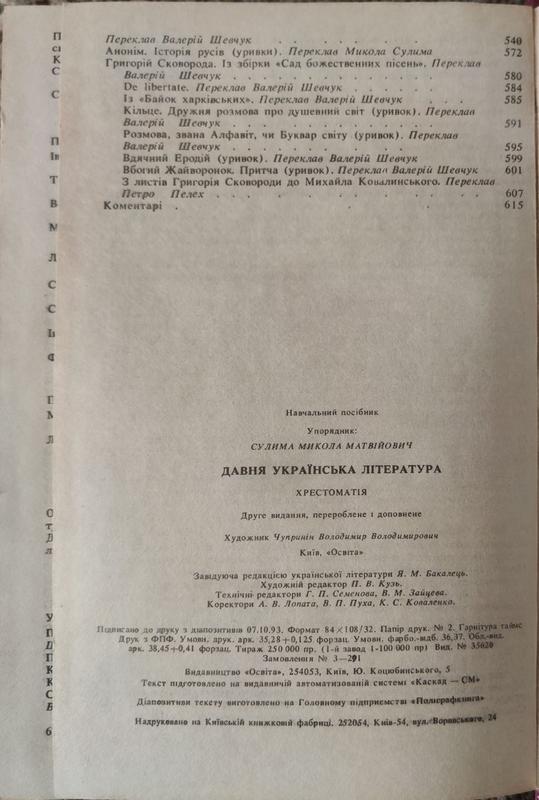 Переклав Валерій Шевчук . . . . . . . . 540
Анонім. Історія русів (уривки). Переклав Микола Сулима 572
Григорій Сковорода. Із збірки «Сад божественних пісень». Переклав
Валерій Шевчук . . . . . . . . . . . 580
De libertate. Переклав Валерій Шевчук . . . . . 584
Із «Байок харківських». Переклав Валерій Шевчук . . . 585
Кільце. Дружня розмова про душевний світ (уривок). Переклав
Валерій Шевчук . . . . . . . . . . . 591
Розмова, звана Алфавіт, чи Буквар світу (уривок). Переклав
Валерій Шевчук . . . . . . . . . . . 595
Вдячний Еродій (уривок). Переклав Валерій Шевчук 599
Вбогий Жайворонок. Притча (уривок). Переклав Валерій Шевчук 601
З листів Григорія Сковороди до Михайла Ковалинського. Переклав
Петро Пелех . . . . . . . . . . . 607
Коментарі . . . . 615
Навчальний посібник
Упорядник:
СУЛИМА МИКОЛА МАТВІЙОВИЧ
ДАВНЯ УКРАЇНСЬКА ЛІТЕРАТУРА
ХРЕСТОМАТІЯ
Друге видання, перероблене і доповнене
Художник Чупринін Володимир Володимирович
Київ, «Освіта»
Завідуюча редакцією української літератури Я. М. Бакалець.
Художній редактор П. В. Кузь.
Технічні редактори Г. П. Семенова, В. М. Зайцева.
Коректори А. В. Лопата, В. П. Пуха, К. С. Коваленко.
Підписано до друку з діапозитивів 07.10.93. Формат 84×108/32. Папір друк. № 2. Гарнітура таймс
Друк з ФПФ. Умовн. друк. арк. 35,28+0,125 форзац. Умовн. фарбо.-відб. 36,37. Обл.-вид.
арк. 38,45+0,41 форзац. Тираж 250 000 пр. (1-й завод 1-100 000 пр) Вид. № 35620
Замовлення № 3—291
Видавництво «Освіта», 254053, Київ, Ю. Коцюбинського, 5
Текст підготовлено на видавничій автоматизованій системі «Каскад — СМ»
Діапозитиви тексту виготовлено на Головному підприємстві «Поліграфкнига»
Надруковано на Київській книжковій фабриці. 252054, Київ-54, вул. Воровського, 24